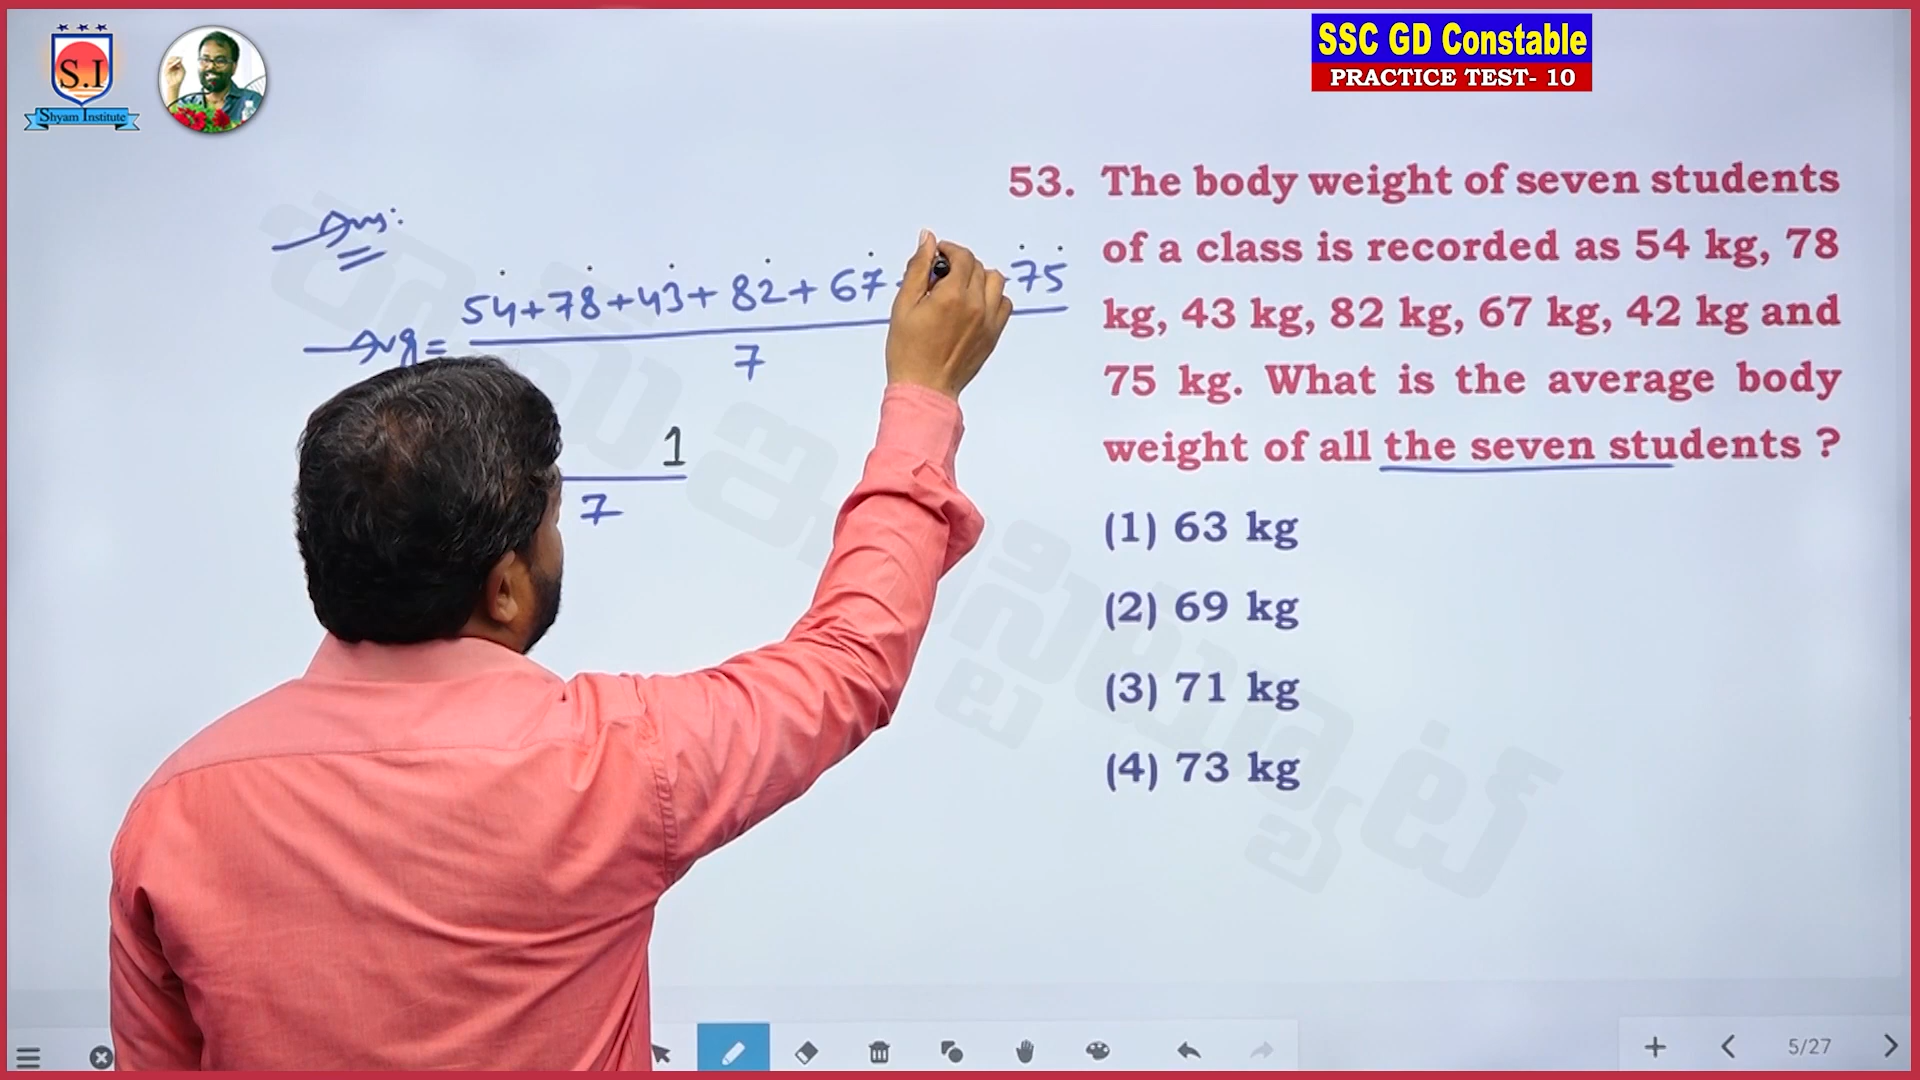 S.I
Shyam Institute
SSC GD Constable
PRACTICE TEST- 10
53. The body weight of seven students
of a class is recorded as 54 kg, 78
kg, 43 kg, 82 kg, 67 kg, 42 kg and
75 kg. What is the average body
weight of all the seven students ?
(1) 63 kg
(2) 69 kg
(3) 71 kg
(4) 73 kg
Ans:
54+78+43+82+67 75
Avg=
7
1
7
5/27